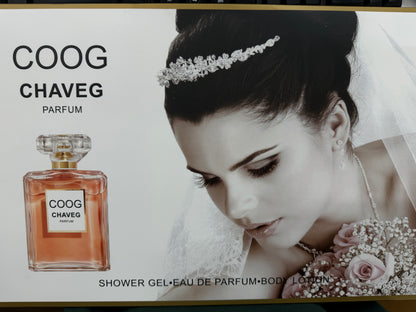 COOG
CHAVEG
PARFUM
COOG
CHAVEG
PARFUM
SHOWER GEL•EAU DE PARFUM•BODY LOTION